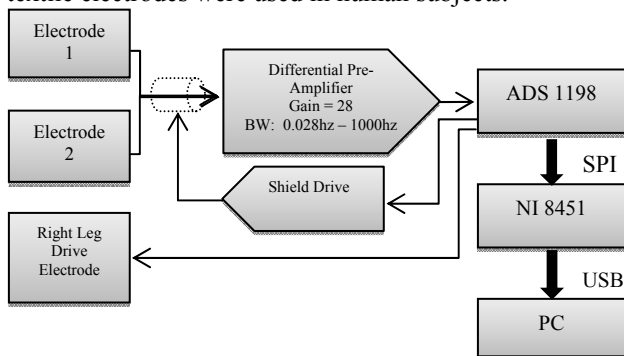 textile electrodes were used in human subjects.
Electrode
1
Differential Pre-
Amplifier
Gain = 28
BW: 0.028hz – 1000hz
ADS 1198
Electrode
2
SPI
Shield Drive
NI 8451
Right Leg
Drive
Electrode
USB
PC